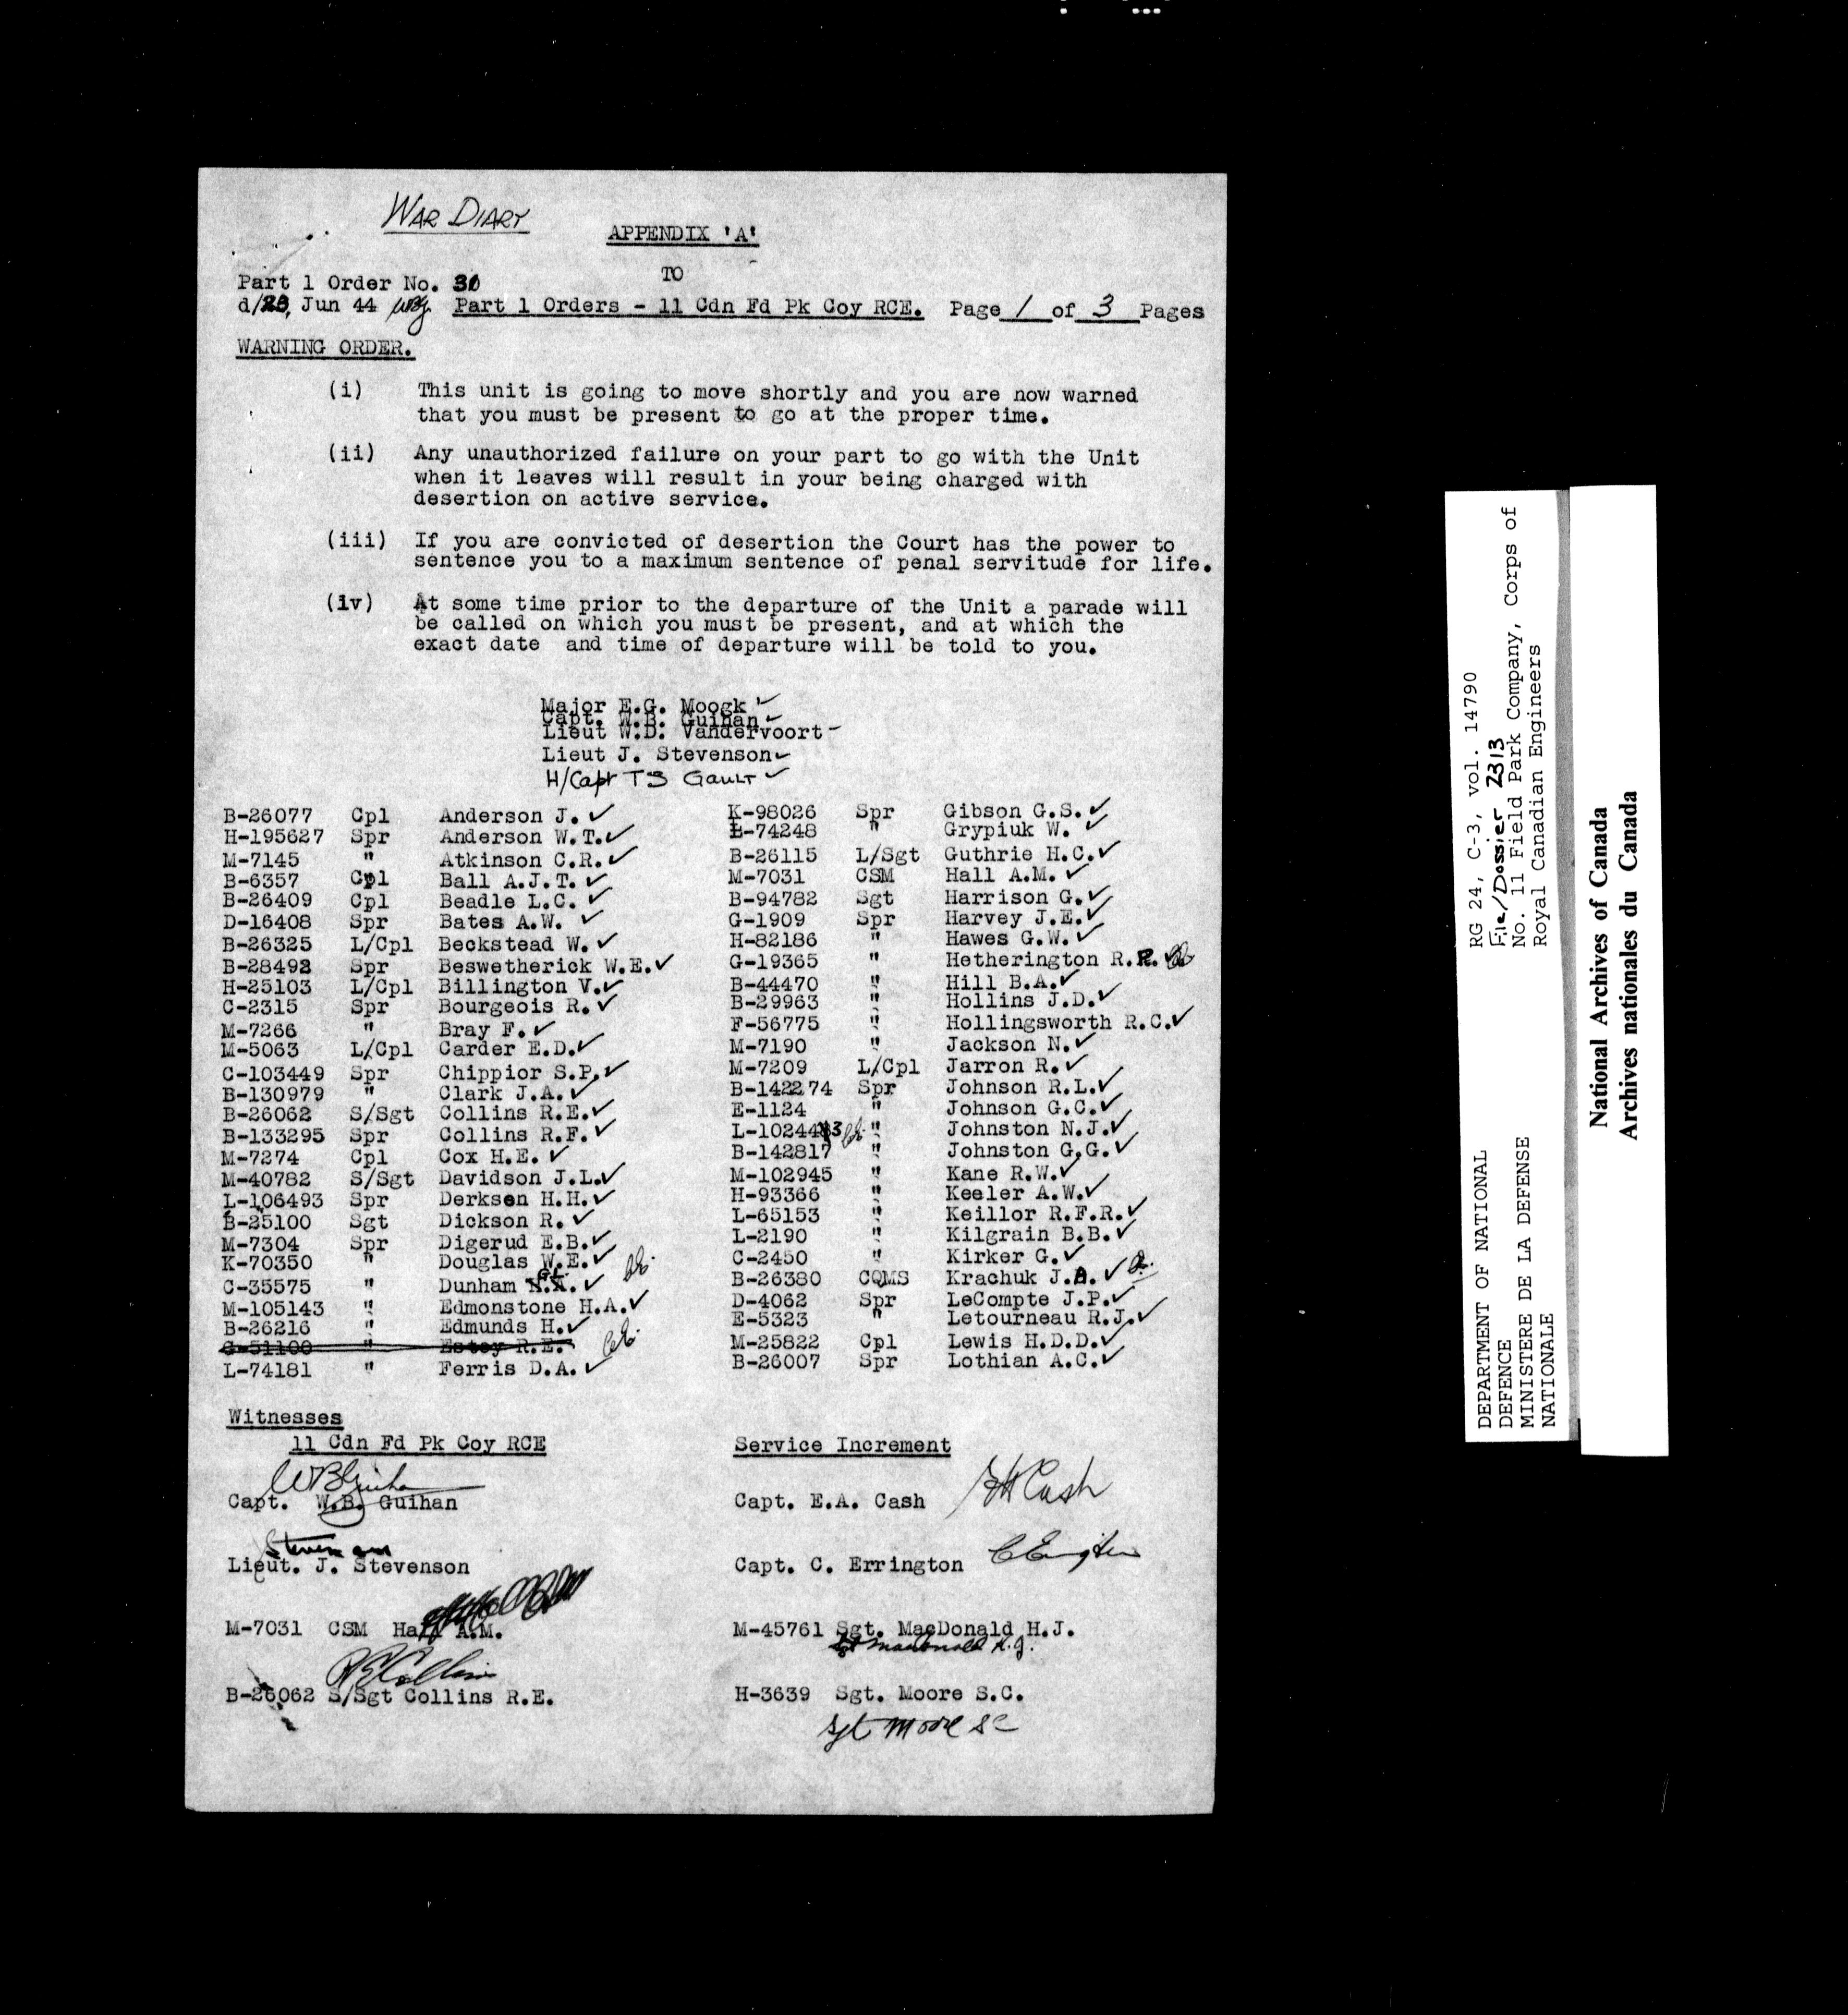 WAR DIARY
APPENDIX 'A'
TO
Part 1 Order No. 30
d/23, Jun 44 Part 1 Orders - 11 Cdn Fd Pk Coy RCE. Page 1 of 3 Pages
WARNING ORDER.
(i) This unit is going to move shortly and you are now warned
that you must be present to go at the proper time.
(ii) Any unauthorized failure on your part to go with the Unit
when it leaves will result in your being charged with
desertion on active service.
(iii) If you are convicted of desertion the Court has the power to
sentence you to a maximum sentence of penal servitude for life.
(iv) At some time prior to the departure of the Unit a parade will
be called on which you must be present, and at which the
exact date and time of departure will be told to you.
Major E.G. Moogk ✓
Capt. W.B. Guihan ✓
Lieut W.D. Vandervoort
Lieut J. Stevenson ✓
H/Capt T S Gault ✓
B-26077 Cpl Anderson J. ✓
H-195627 Spr Anderson W.T. ✓
M-7145 " Atkinson C.R. ✓
B-6357 Cpl Ball A.J.T. ✓
B-26409 Cpl Beadle L.C. ✓
D-16408 Spr Bates A.W. ✓
B-26325 L/Cpl Beckstead W. ✓
B-28492 Spr Beswetherick W.E. ✓
H-25103 L/Cpl Billington V. ✓
C-2315 Spr Bourgeois R. ✓
M-7266 " Bray F. ✓
M-5063 L/Cpl Carder E.D. ✓
C-103449 Spr Chippior S.P. ✓
B-130979 " Clark J.A. ✓
B-26062 S/Sgt Collins R.E. ✓
B-133295 Spr Collins R.F. ✓
M-7274 Cpl Cox H.E. ✓
M-40782 S/Sgt Davidson J.L. ✓
L-106493 Spr Derksen H.H. ✓
B-25100 Sgt Dickson R. ✓
M-7304 Spr Digerud E.B. ✓
K-70350 " Douglas W.E. ✓
C-35575 " Dunham G.L. ✓
M-105143 " Edmonstone H.A. ✓
B-26216 " Edmunds H. ✓
G-51100 " Estey R.E.
L-74181 " Ferris D.A. ✓
K-98026 Spr Gibson G.S. ✓
L-74248 " Grypiuk W. ✓
B-26115 L/Sgt Guthrie H.C. ✓
M-7031 CSM Hall A.M. ✓
B-94782 Sgt Harrison G. ✓
G-1909 Spr Harvey J.E. ✓
H-82186 " Hawes G.W. ✓
G-19365 " Hetherington R.R.
B-44470 " Hill B.A. ✓
B-29963 " Hollins J.D. ✓
F-56775 " Hollingsworth R.C. ✓
M-7190 " Jackson N. ✓
M-7209 L/Cpl Jarron R. ✓
B-142274 Spr Johnson R.L. ✓
E-1124 " Johnson G.C. ✓
L-102443 " Johnston N.J. ✓
B-142817 " Johnston G.G. ✓
M-102945 " Kane R.W. ✓
H-93366 " Keeler A.W. ✓
L-65153 " Keillor R.F.R. ✓
L-2190 " Kilgrain B.B. ✓
C-2450 " Kirker G. ✓
B-26380 CQMS Krachuk J. ✓
D-4062 Spr LeCompte J.P. ✓
E-5323 " Letourneau R.J. ✓
M-25822 Cpl Lewis H.D.D. ✓
B-26007 Spr Lothian A.C. ✓
Witnesses
11 Cdn Fd Pk Coy RCE
WB Guihan
Capt. W.B. Guihan
Stevenson
Lieut. J. Stevenson
M-7031 CSM Hall A.M.
RE Collins
B-26062 S/Sgt Collins R.E.
Service Increment
Capt. E.A. Cash EA Cash
Capt. C. Errington C Errington
M-45761 Sgt. MacDonald H.J.
Sgt MacDonald H.J.
H-3639 Sgt. Moore S.C.
Sgt Moore SC
DEPARTMENT OF NATIONAL
DEFENCE
MINISTERE DE LA DEFENSE
NATIONALE
RG 24, C-3, vol. 14790
File/Dossier 2313
No. 11 Field Park Company, Corps of
Royal Canadian Engineers
National Archives of Canada
Archives nationales du Canada